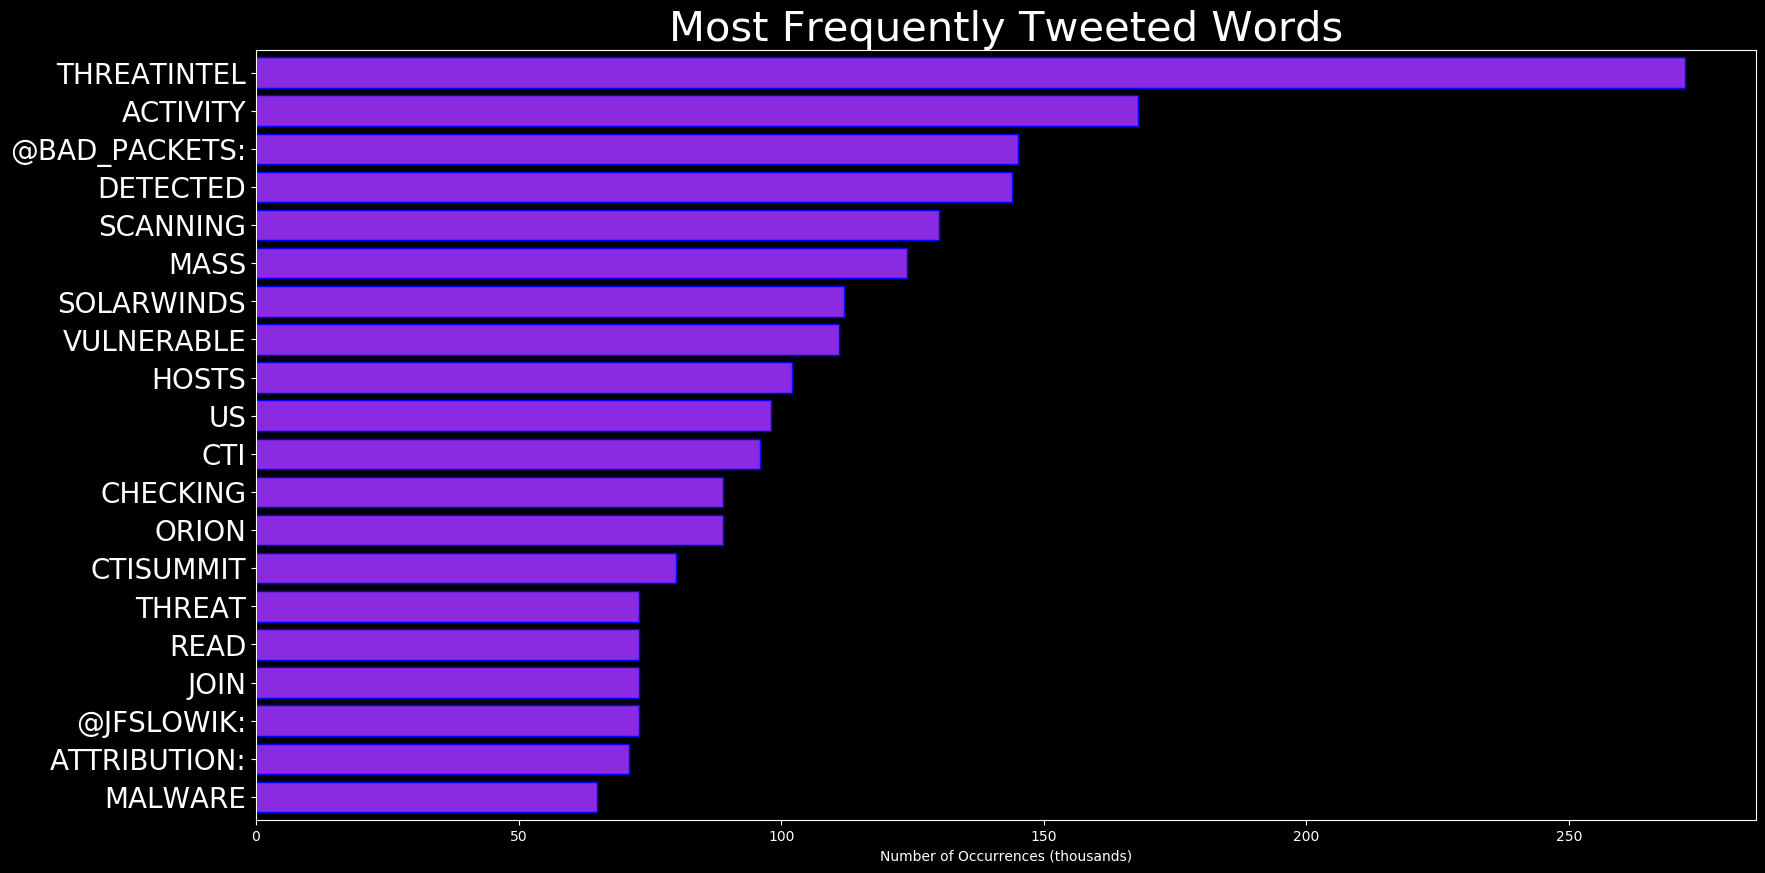 Most Frequently Tweeted Words
THREATINTEL
ACTIVITY
@BAD_PACKETS:
DETECTED
SCANNING
MASS
SOLARWINDS
VULNERABLE
HOSTS
US
CTI
CHECKING
ORION
CTISUMMIT
THREAT
READ
JOIN
@JFSLOWIK:
ATTRIBUTION:
MALWARE
0 50 100 150 200 250
Number of Occurrences (thousands)